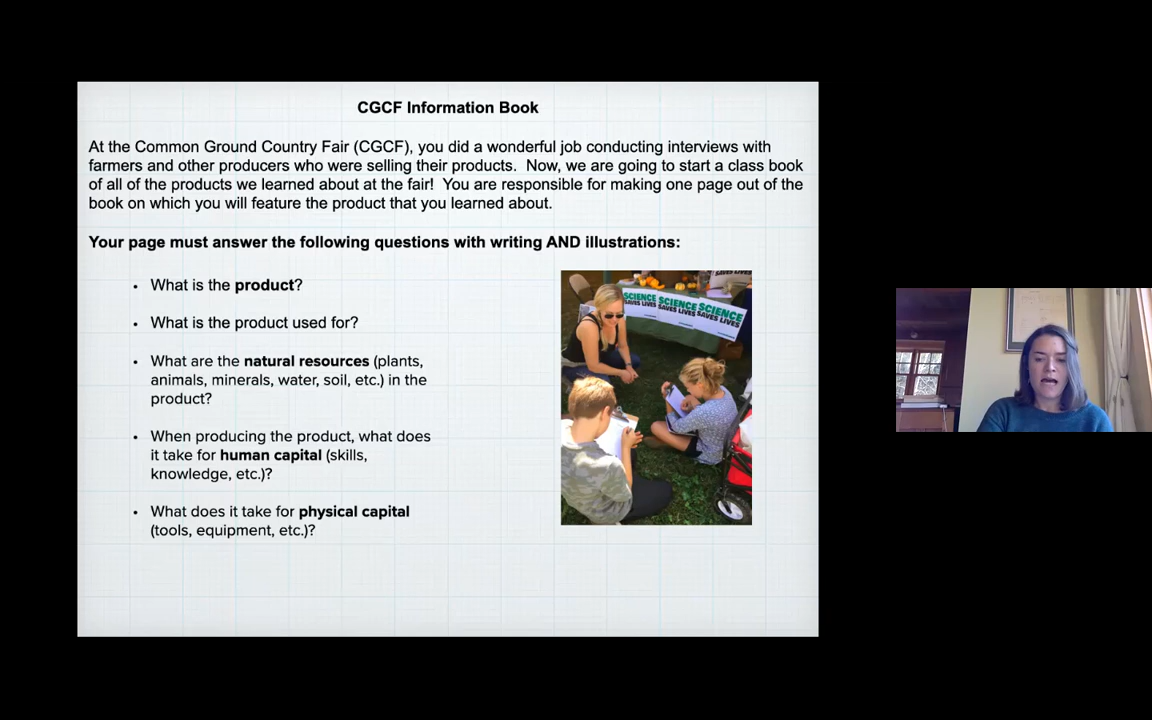 CGCF Information Book
At the Common Ground Country Fair (CGCF), you did a wonderful job conducting interviews with
farmers and other producers who were selling their products.  Now, we are going to start a class book
of all of the products we learned about at the fair!  You are responsible for making one page out of the
book on which you will feature the product that you learned about.
Your page must answer the following questions with writing AND illustrations:
• What is the product?
• What is the product used for?
• What are the natural resources (plants,
animals, minerals, water, soil, etc.) in the
product?
• When producing the product, what does
it take for human capital (skills,
knowledge, etc.)?
• What does it take for physical capital
(tools, equipment, etc.)?
SAVES LIVES
SCIENCE SCIENCE SCIENCE
SAVES LIVES SAVES LIVES SAVES LIVES